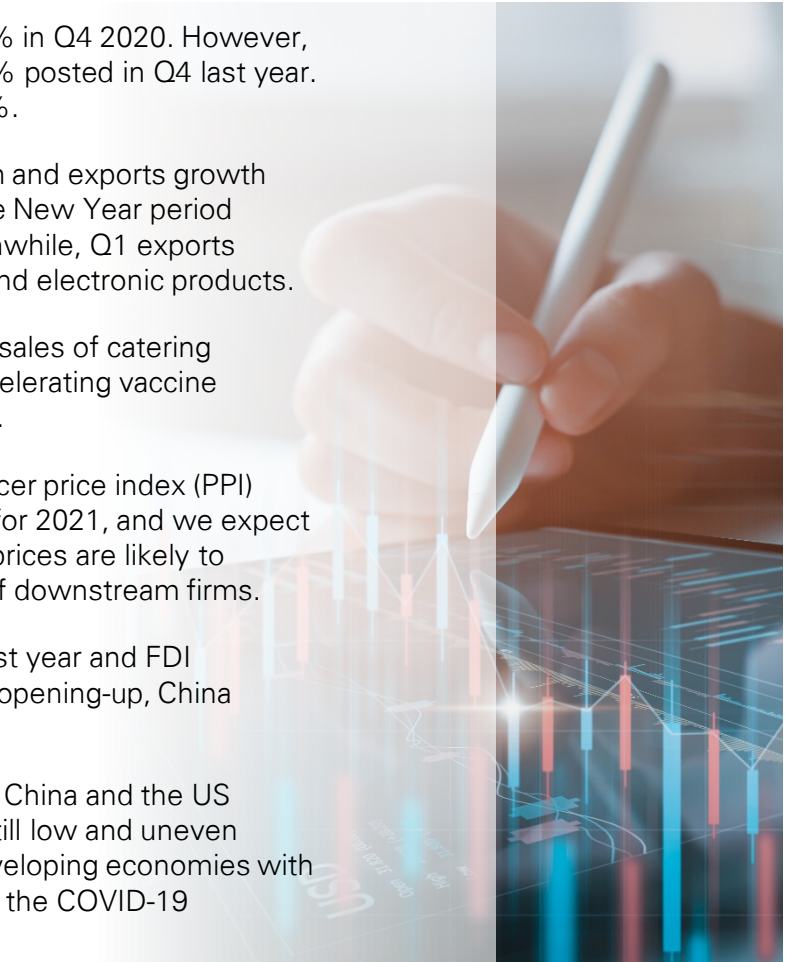 % in Q4 2020. However,
% posted in Q4 last year.
%.
and exports growth
New Year period
while, Q1 exports
nd electronic products.
sales of catering
elerating vaccine
cer price index (PPI)
for 2021, and we expect
prices are likely to
f downstream firms.
st year and FDI
opening-up, China
China and the US
till low and uneven
veloping economies with
the COVID-19
USD